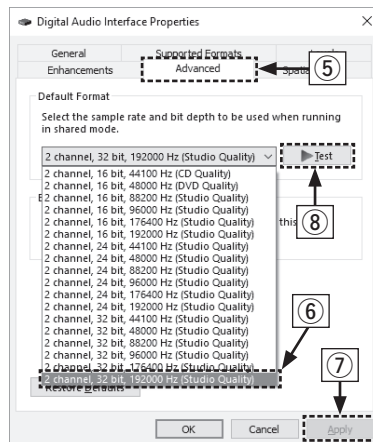 Digital Audio Interface Properties
General Supported Formats
Enhancements Advanced
5
Default Format
Select the sample rate and bit depth to be used when running
in shared mode.
2 channel, 32 bit, 192000 Hz (Studio Quality) Test
2 channel, 16 bit, 44100 Hz (CD Quality)
2 channel, 16 bit, 48000 Hz (DVD Quality)
2 channel, 16 bit, 88200 Hz (Studio Quality)
2 channel, 16 bit, 96000 Hz (Studio Quality)
2 channel, 16 bit, 176400 Hz (Studio Quality) this
2 channel, 16 bit, 192000 Hz (Studio Quality)
8
2 channel, 24 bit, 44100 Hz (Studio Quality)
2 channel, 24 bit, 48000 Hz (Studio Quality)
2 channel, 24 bit, 88200 Hz (Studio Quality)
2 channel, 24 bit, 96000 Hz (Studio Quality)
2 channel, 24 bit, 176400 Hz (Studio Quality)
2 channel, 24 bit, 192000 Hz (Studio Quality)
2 channel, 32 bit, 44100 Hz (Studio Quality)
2 channel, 32 bit, 48000 Hz (Studio Quality)
2 channel, 32 bit, 88200 Hz (Studio Quality)
2 channel, 32 bit, 96000 Hz (Studio Quality)
2 channel, 32 bit, 176400 Hz (Studio Quality)
2 channel, 32 bit, 192000 Hz (Studio Quality)
6
7
Restore Defaults
OK Cancel Apply